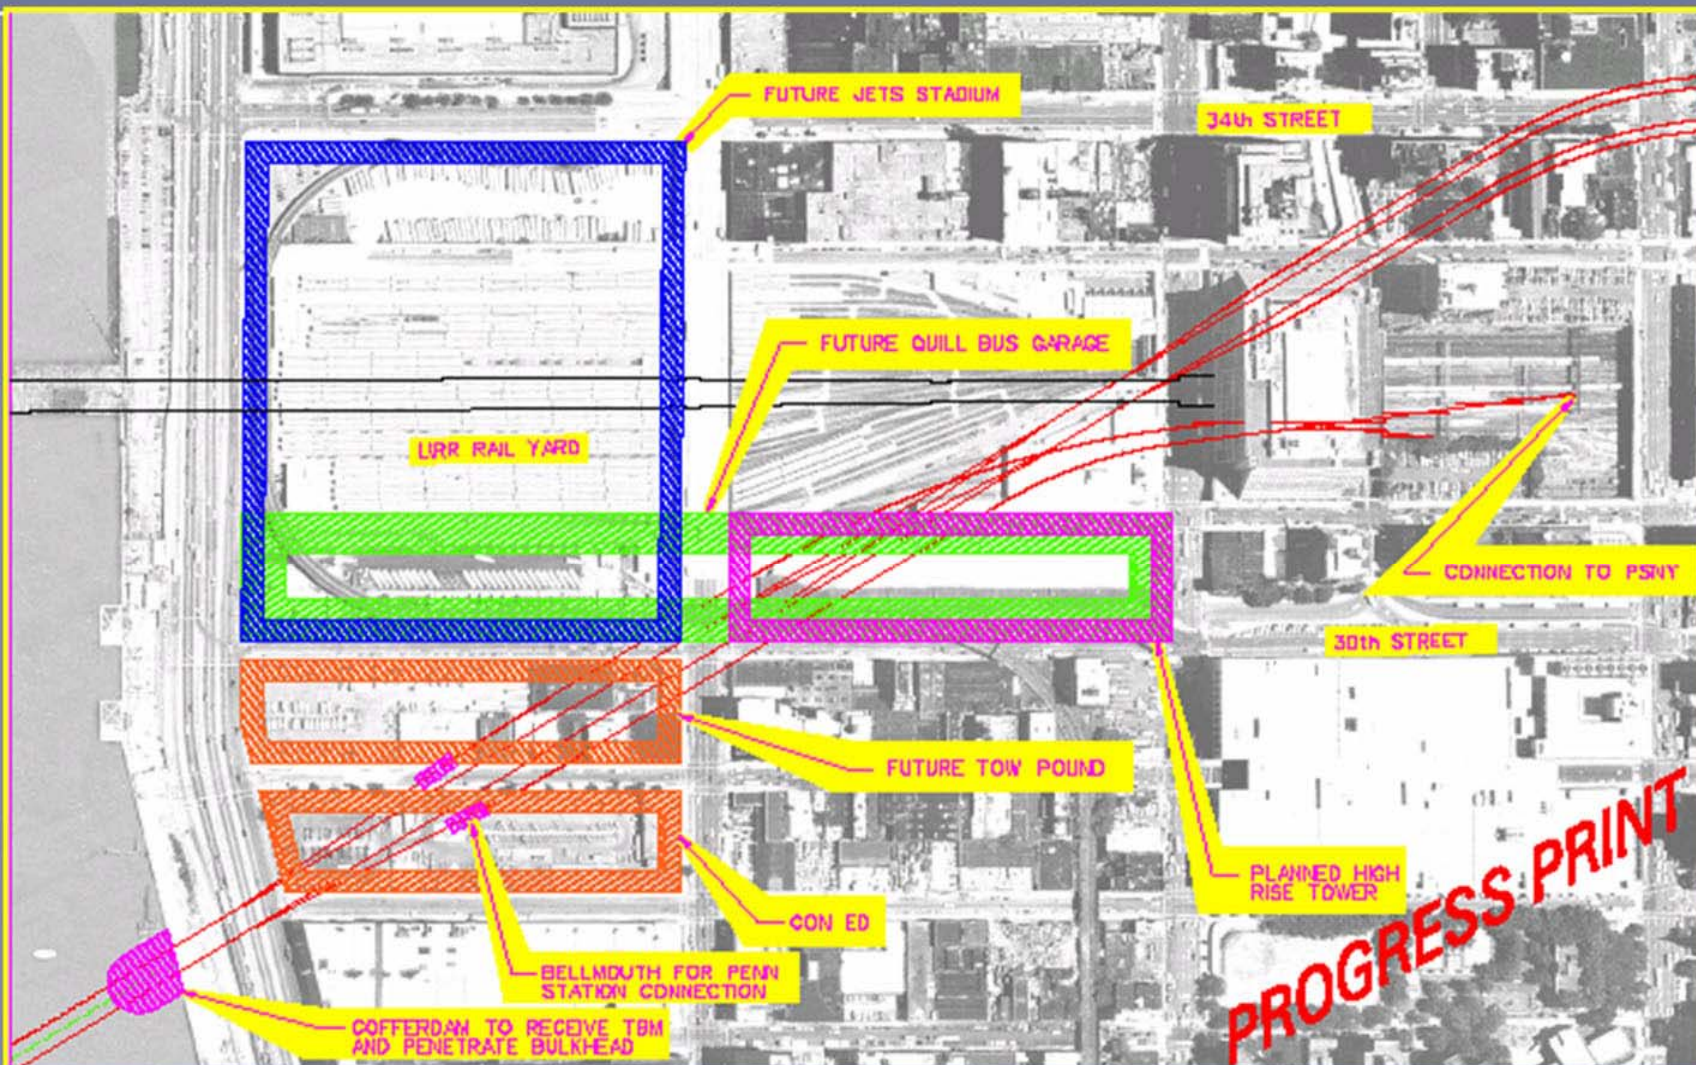 FUTURE JETS STADIUM
34th STREET
FUTURE QUILL BUS GARAGE
LIRR RAIL YARD
CONNECTION TO PSNY
30th STREET
FUTURE TOW POUND
PLANNED HIGH
RISE TOWER
CON ED
BELLMOUTH FOR PENN
STATION CONNECTION
COFFERDAM TO RECEIVE TBM
AND PENETRATE BULKHEAD
PROGRESS PRINT